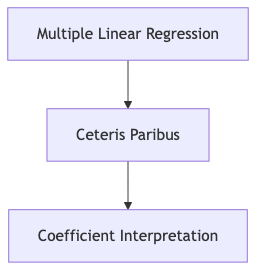 Multiple Linear Regression
Ceteris Paribus
Coefficient Interpretation